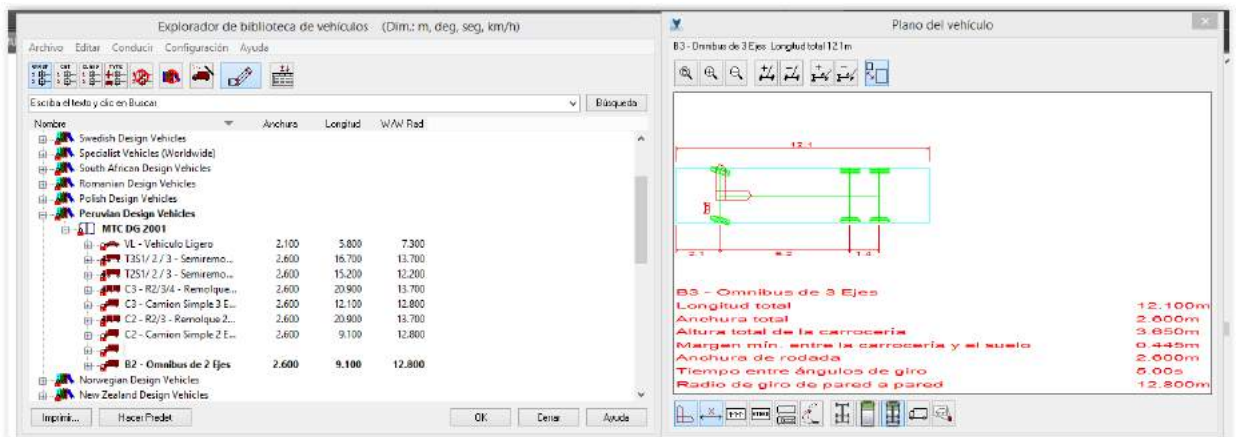 Explorador de biblioteca de vehículos (Dim.: m, deg, seg, km/h)
Archivo Editar Conducir Configuración Ayuda
Escriba el texto y clic en Buscar
Búsqueda
Nombre Anchura Longitud W/W Rad
Swedish Design Vehicles
Specialist Vehicles (Worldwide)
South African Design Vehicles
Romanian Design Vehicles
Polish Design Vehicles
Peruvian Design Vehicles
MTC DG 2001
VL - Vehiculo Ligero 2.100 5.800 7.300
T3S1/ 2 / 3 - Semiremo... 2.600 16.700 13.700
T2S1/ 2 / 3 - Semiremo... 2.600 15.200 12.200
C3 - R2/3/4 - Remolque... 2.600 20.900 13.700
C3 - Camion Simple 3 E... 2.600 12.100 12.800
C2 - R2/3 - Remolque 2... 2.600 20.900 13.700
C2 - Camion Simple 2 E... 2.600 9.100 12.800
B2 - Omnibus de 2 Ejes 2.600 9.100 12.800
Norwegian Design Vehicles
New Zealand Design Vehicles
Imprimir... Hacer Predet OK Cerrar Ayuda
Plano del vehículo
B3 - Omnibus de 3 Ejes Longitud total 12.1m
12.1
2.1 8.2 1.4
B3 - Omnibus de 3 Ejes
Longitud total 12.100m
Anchura total 2.600m
Altura total de la carrocería 3.650m
Margen mín. entre la carrocería y el suelo 0.445m
Anchura de rodada 2.600m
Tiempo entre ángulos de giro 5.00s
Radio de giro de pared a pared 12.800m